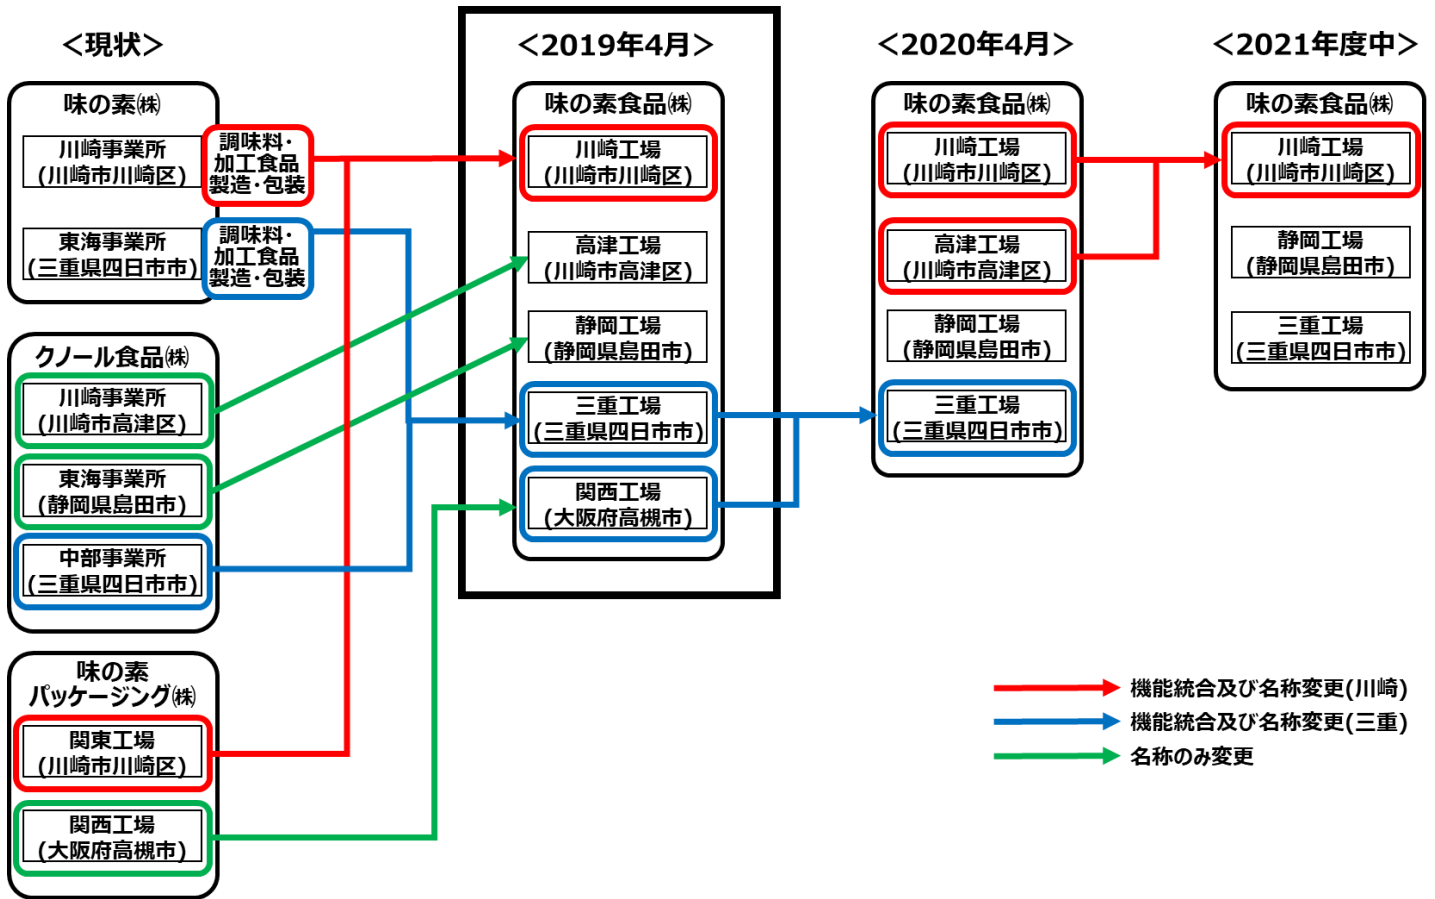 ＜現状＞
味の素㈱
川崎事業所
(川崎市川崎区)
調味料・
加工食品
製造・包装
東海事業所
(三重県四日市市)
調味料・
加工食品
製造・包装
クノール食品㈱
川崎事業所
(川崎市高津区)
東海事業所
(静岡県島田市)
中部事業所
(三重県四日市市)
味の素
パッケージング㈱
関東工場
(川崎市川崎区)
関西工場
(大阪府高槻市)
＜2019年4月＞
味の素食品㈱
川崎工場
(川崎市川崎区)
高津工場
(川崎市高津区)
静岡工場
(静岡県島田市)
三重工場
(三重県四日市市)
関西工場
(大阪府高槻市)
＜2020年4月＞
味の素食品㈱
川崎工場
(川崎市川崎区)
高津工場
(川崎市高津区)
静岡工場
(静岡県島田市)
三重工場
(三重県四日市市)
＜2021年度中＞
味の素食品㈱
川崎工場
(川崎市川崎区)
静岡工場
(静岡県島田市)
三重工場
(三重県四日市市)
機能統合及び名称変更(川崎)
機能統合及び名称変更(三重)
名称のみ変更